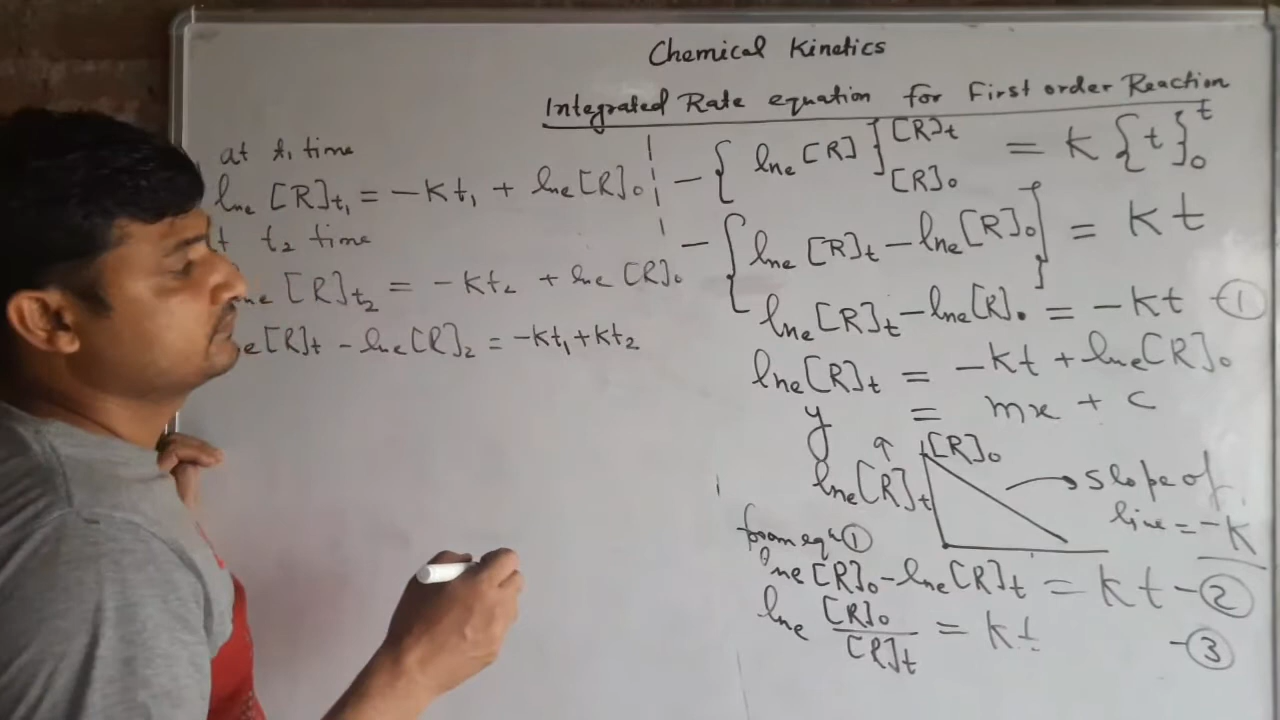 Chemical Kinetics
Integrated Rate equation for First order Reaction
at t₁ time
lnₑ [R]t₁ = -Kt₁ + lnₑ[R]₀
t t₂ time
ne [R]t₂ = -Kt₂ + lnₑ [R]₀
e[R]t - lnₑ[R]₂ = -Kt₁+Kt₂
- { lnₑ [R] }[R]₀ [R]t = K { t }₀ᵗ
- { lnₑ [R]t - lnₑ[R]₀ } = Kt
lnₑ[R]t - lnₑ[R]₀ = -Kt - ①
lnₑ[R]t = -Kt + lnₑ[R]₀
y = mx + c
↑ [R]₀
lnₑ[R]t → slope of
line = -K
from eqⁿ ①
lnₑ[R]₀ - lnₑ[R]t = Kt - ②
lnₑ [R]₀/[R]t = Kt - ③